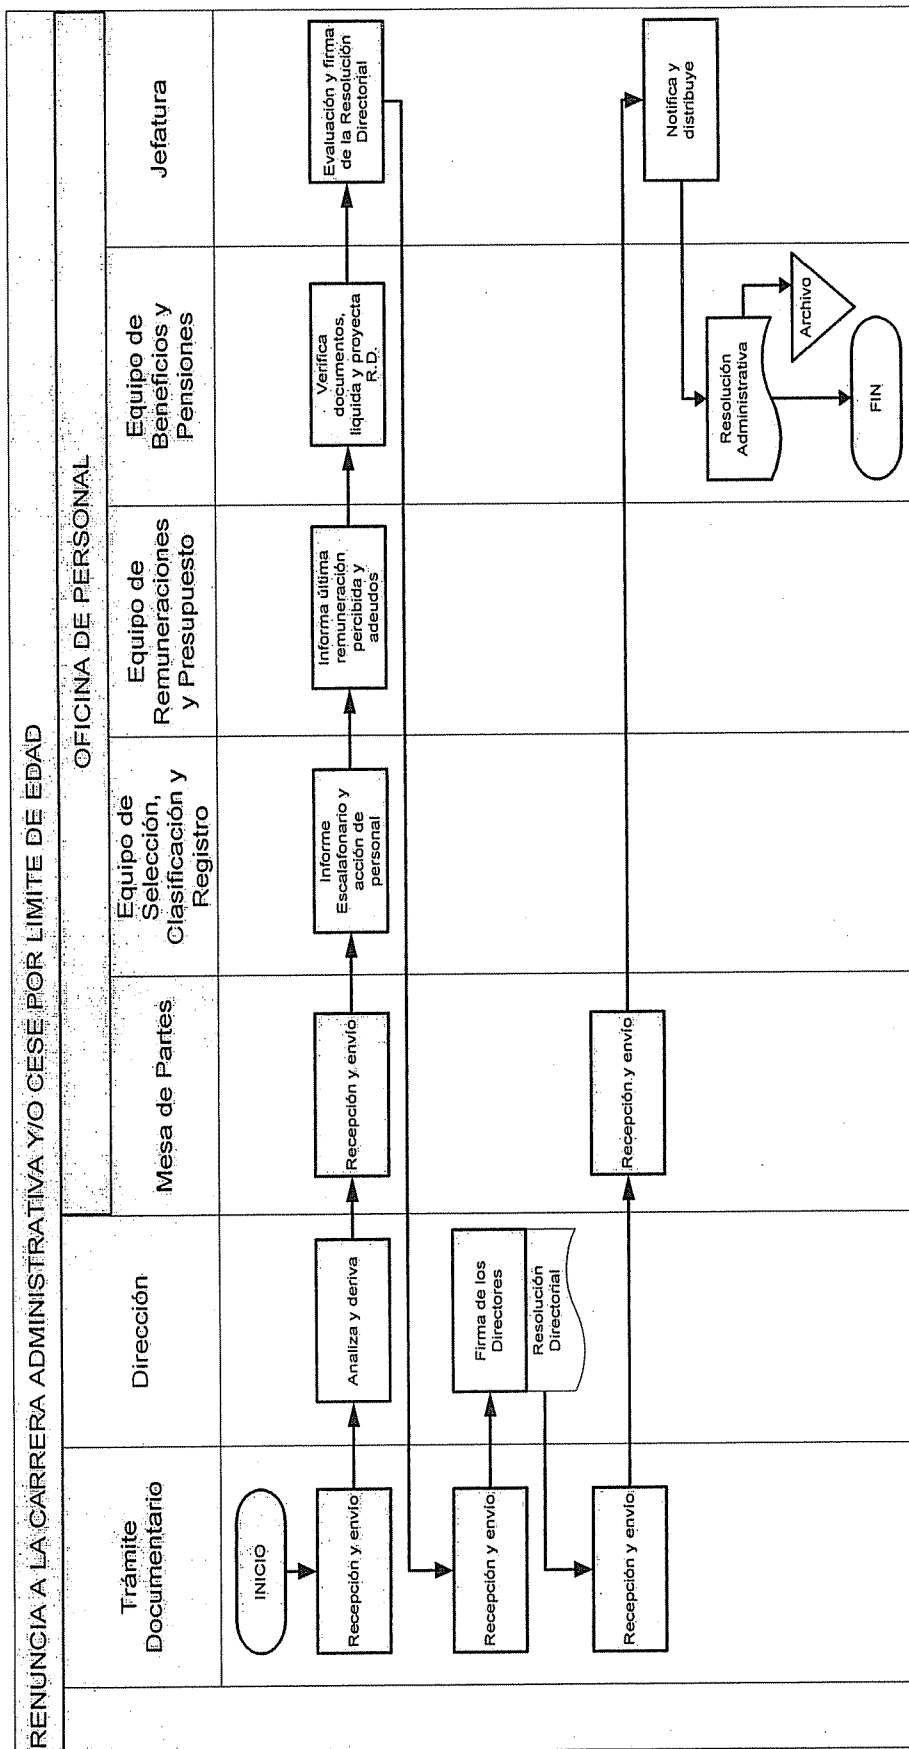 RENUNCIA A LA CARRERA ADMINISTRATIVA Y/O CESE POR LIMITE DE EDAD
OFICINA DE PERSONAL
Trámite
Documentario
Dirección
Mesa de Partes
Equipo de
Selección,
Clasificación y
Registro
Equipo de
Remuneraciones
y Presupuesto
Equipo de
Beneficios y
Pensiones
Jefatura
INICIO
Recepción y envío
Analiza y deriva
Recepción y envío
Informe
Escalafonario y
acción de
personal
Informa última
remuneración
percibida y
adeudos
Verifica
documentos,
liquida y proyecta
R.D.
Evaluación y firma
de la Resolución
Directorial
Recepción y envío
Firma de los
Directores
Resolución
Directorial
Recepción y envío
Recepción y envío
Notifica y
distribuye
Resolución
Administrativa
Archivo
FIN